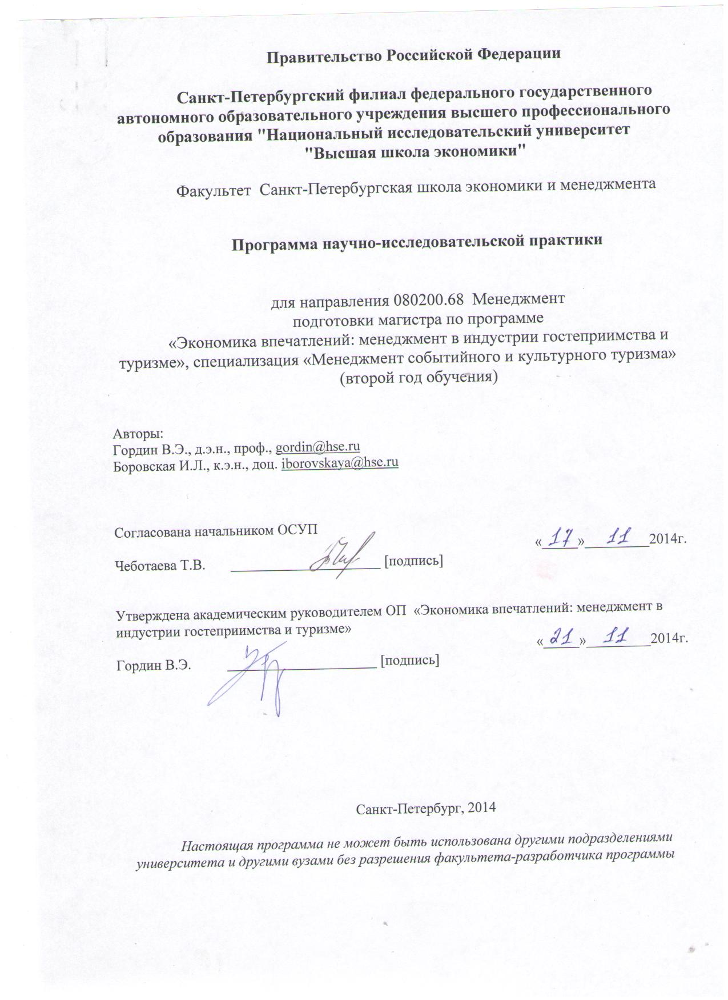 Правительство Российской Федерации
Санкт-Петербургский филиал федерального государственного
автономного образовательного учреждения высшего профессионального
образования "Национальный исследовательский университет
"Высшая школа экономики"
Факультет Санкт-Петербургская школа экономики и менеджмента
Программа научно-исследовательской практики
для направления 080200.68 Менеджмент
подготовки магистра по программе
«Экономика впечатлений: менеджмент в индустрии гостеприимства и
туризме», специализация «Менеджмент событийного и культурного туризма»
(второй год обучения)
Авторы:
Гордин В.Э., д.э.н., проф., gordin@hse.ru
Боровская И.Л., к.э.н., доц. iborovskaya@hse.ru
Согласована начальником ОСУП
«17» 11 2014г.
Чеботаева Т.В. [подпись]
Утверждена академическим руководителем ОП «Экономика впечатлений: менеджмент в
индустрии гостеприимства и туризме»
«21» 11 2014г.
Гордин В.Э. [подпись]
Санкт-Петербург, 2014
Настоящая программа не может быть использована другими подразделениями
университета и другими вузами без разрешения факультета-разработчика программы